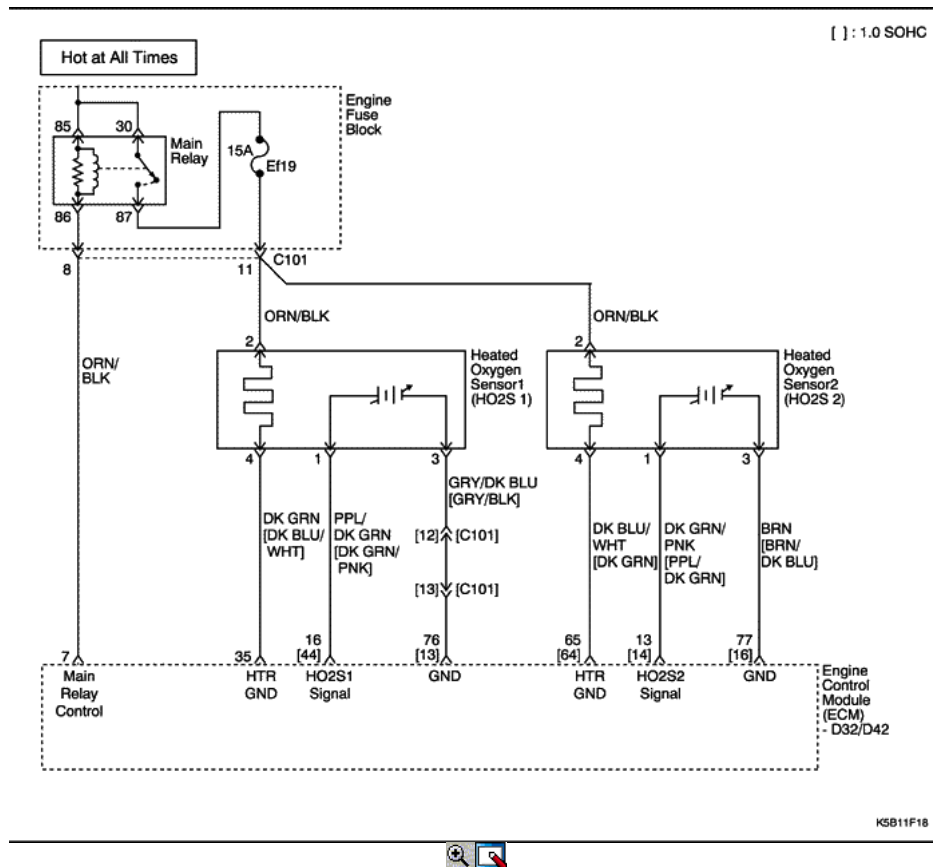 [ ] : 1.0 SOHC
Hot at All Times
Engine
Fuse
Block
85
30
Main
Relay
15A
Ef19
86
87
8
11
C101
ORN/BLK
ORN/BLK
ORN/
BLK
2
Heated
Oxygen
Sensor1
(HO2S 1)
2
Heated
Oxygen
Sensor2
(HO2S 2)
4
1
3
4
1
3
GRY/DK BLU
[GRY/BLK]
DK GRN
[DK BLU/
WHT]
PPL/
DK GRN
[DK GRN/
PNK]
[12]
[C101]
[13]
[C101]
DK BLU/
WHT
[DK GRN]
DK GRN/
PNK
[PPL/
DK GRN]
BRN
[BRN/
DK BLU]
7
35
16
[44]
76
[13]
65
[64]
13
[14]
77
[16]
Main
Relay
Control
HTR
GND
HO2S1
Signal
GND
HTR
GND
HO2S2
Signal
GND
Engine
Control
Module
(ECM)
- D32/D42
K5B11F18